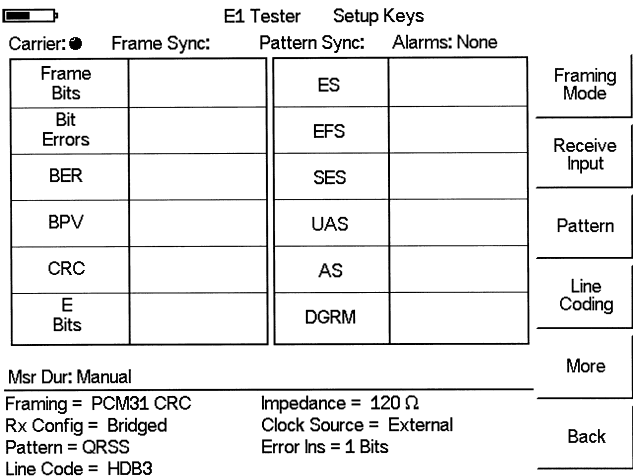 E1 Tester Setup Keys
Carrier: Frame Sync: Pattern Sync: Alarms: None
Frame
Bits
Bit
Errors
BER
BPV
CRC
E
Bits
ES
EFS
SES
UAS
AS
DGRM
Framing
Mode
Receive
Input
Pattern
Line
Coding
More
Back
Msr Dur: Manual
Framing = PCM31 CRC
Rx Config = Bridged
Pattern = QRSS
Line Code = HDB3
Impedance = 120 Ω
Clock Source = External
Error Ins = 1 Bits